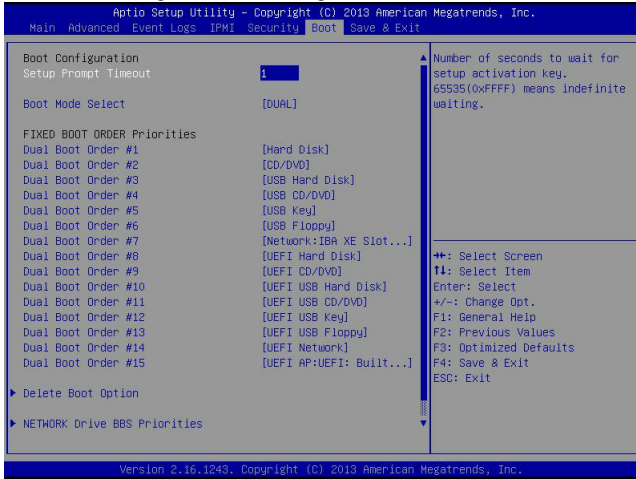 Aptio Setup Utility – Copyright (C) 2013 American Megatrends, Inc.
Main Advanced Event Logs IPMI Security Boot Save & Exit
Boot Configuration
Setup Prompt Timeout 1
Boot Mode Select [DUAL]
FIXED BOOT ORDER Priorities
Dual Boot Order #1 [Hard Disk]
Dual Boot Order #2 [CD/DVD]
Dual Boot Order #3 [USB Hard Disk]
Dual Boot Order #4 [USB CD/DVD]
Dual Boot Order #5 [USB Key]
Dual Boot Order #6 [USB Floppy]
Dual Boot Order #7 [Network:IBA XE Slot...]
Dual Boot Order #8 [UEFI Hard Disk]
Dual Boot Order #9 [UEFI CD/DVD]
Dual Boot Order #10 [UEFI USB Hard Disk]
Dual Boot Order #11 [UEFI USB CD/DVD]
Dual Boot Order #12 [UEFI USB Key]
Dual Boot Order #13 [UEFI USB Floppy]
Dual Boot Order #14 [UEFI Network]
Dual Boot Order #15 [UEFI AP:UEFI: Built...]
Delete Boot Option
NETWORK Drive BBS Priorities
Number of seconds to wait for
setup activation key.
65535(0xFFFF) means indefinite
waiting.
→←: Select Screen
↑↓: Select Item
Enter: Select
+/-: Change Opt.
F1: General Help
F2: Previous Values
F3: Optimized Defaults
F4: Save & Exit
ESC: Exit
Version 2.16.1243. Copyright (C) 2013 American Megatrends, Inc.